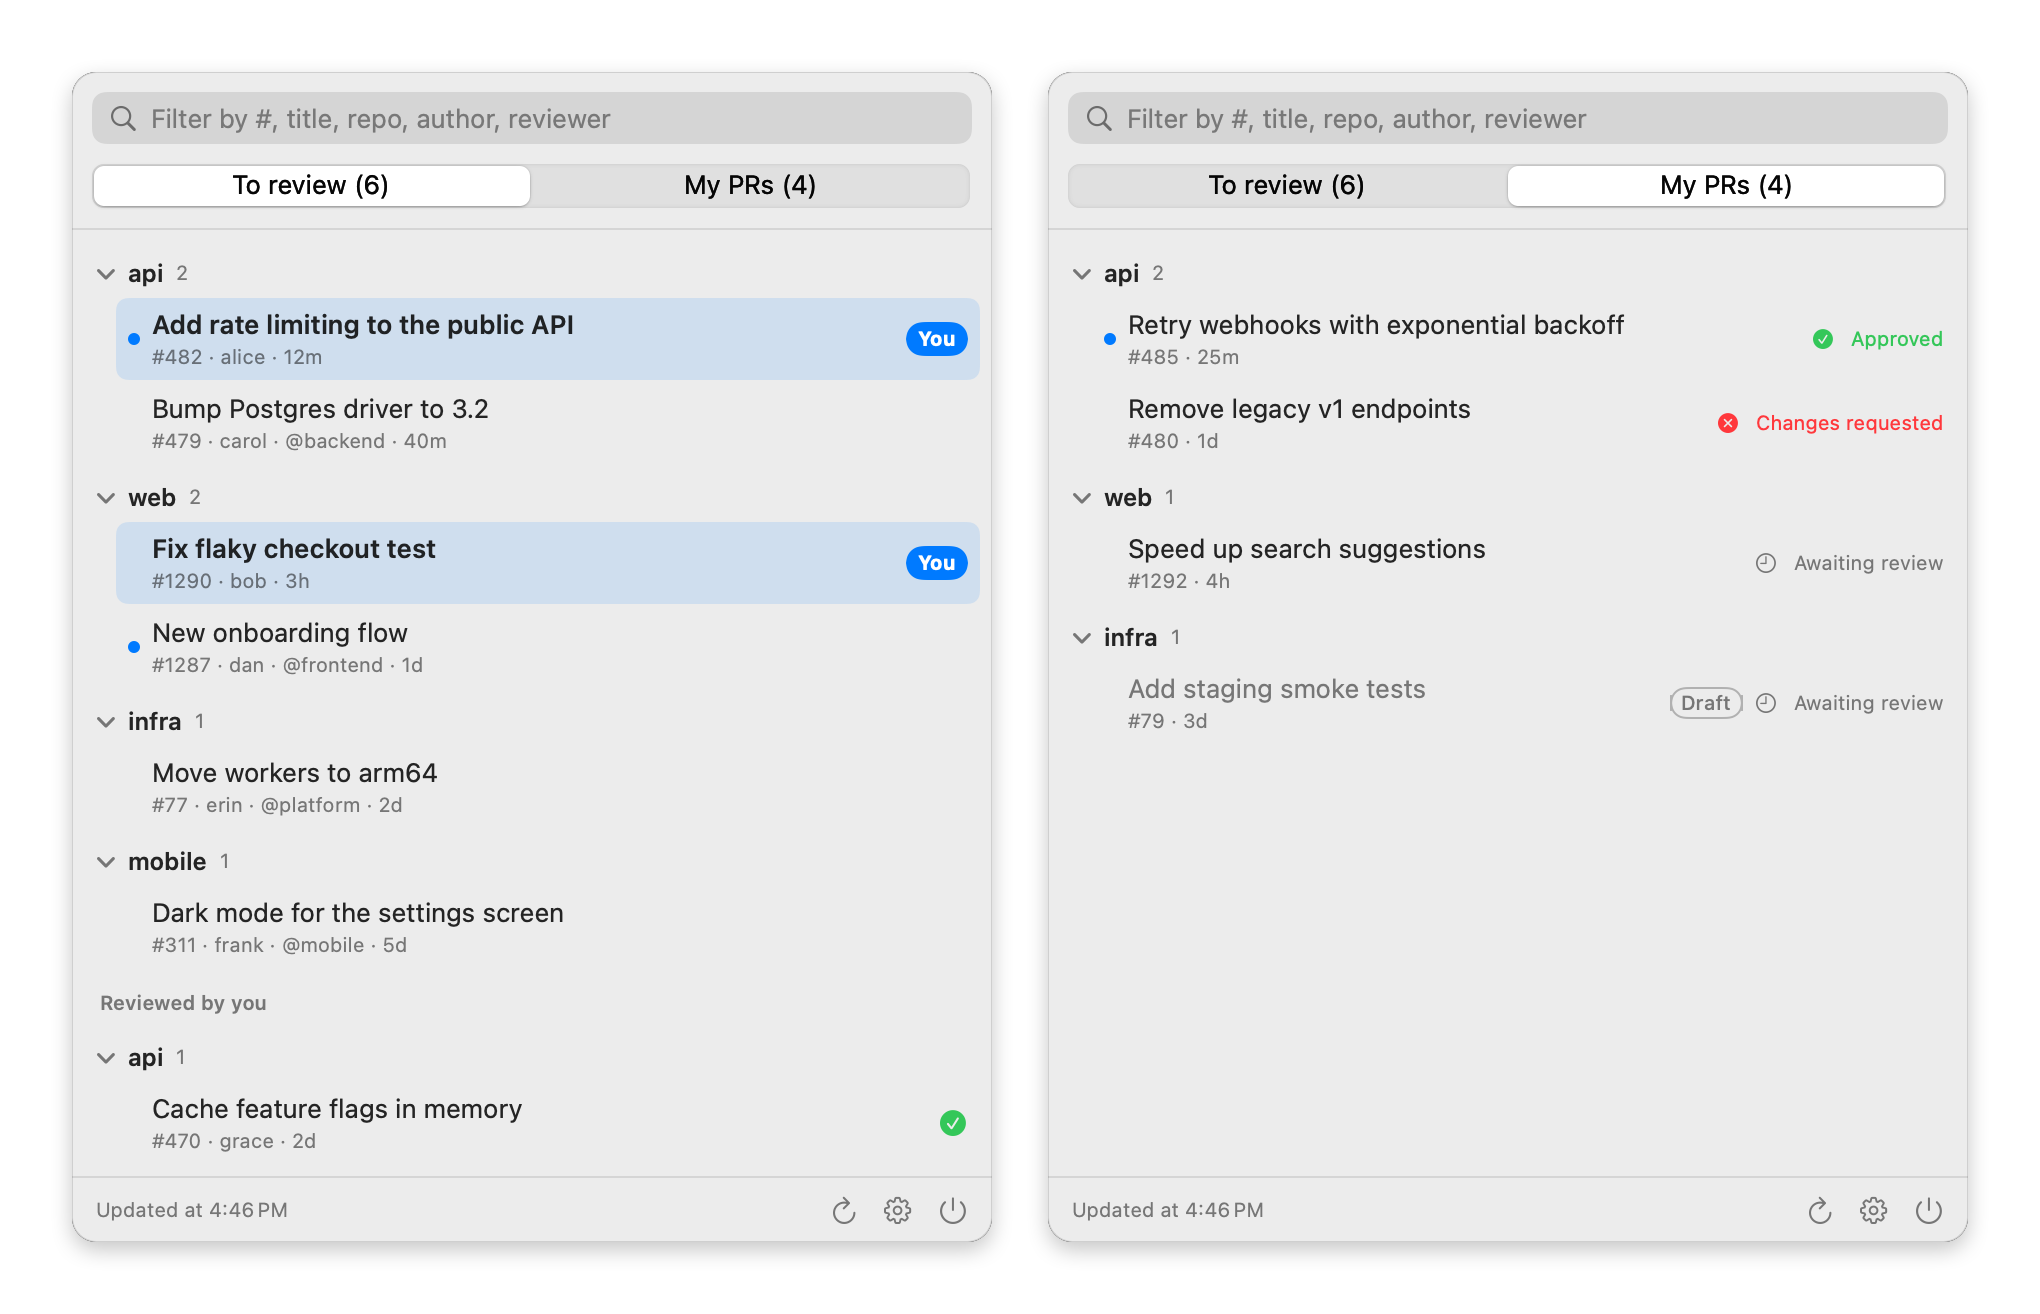 Filter by #, title, repo, author, reviewer
To review (6)
My PRs (4)
api 2
Add rate limiting to the public API
#482 · alice · 12m
You
Bump Postgres driver to 3.2
#479 · carol · @backend · 40m
web 2
Fix flaky checkout test
#1290 · bob · 3h
You
New onboarding flow
#1287 · dan · @frontend · 1d
infra 1
Move workers to arm64
#77 · erin · @platform · 2d
mobile 1
Dark mode for the settings screen
#311 · frank · @mobile · 5d
Reviewed by you
api 1
Cache feature flags in memory
#470 · grace · 2d
Updated at 4:46 PM
Filter by #, title, repo, author, reviewer
To review (6)
My PRs (4)
api 2
Retry webhooks with exponential backoff
#485 · 25m
Approved
Remove legacy v1 endpoints
#480 · 1d
Changes requested
web 1
Speed up search suggestions
#1292 · 4h
Awaiting review
infra 1
Add staging smoke tests
#79 · 3d
Draft
Awaiting review
Updated at 4:46 PM